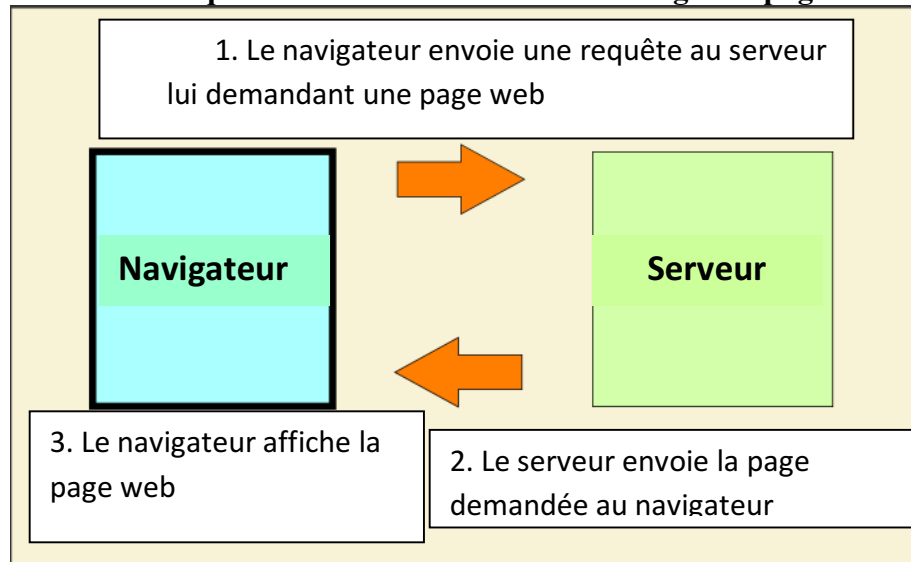 1. Le navigateur envoie une requête au serveur
lui demandant une page web
Navigateur
Serveur
3. Le navigateur affiche la
page web
2. Le serveur envoie la page
demandée au navigateur